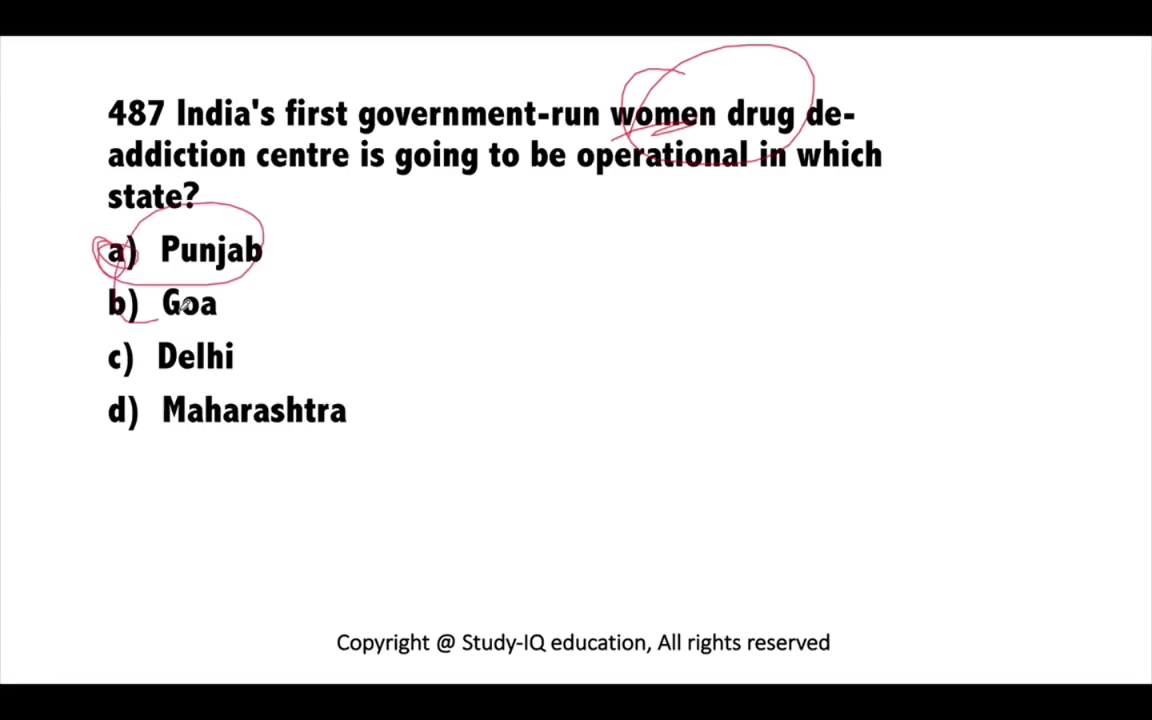 487 India's first government-run women drug de-
addiction centre is going to be operational in which
state?
a) Punjab
b) Goa
c) Delhi
d) Maharashtra
Copyright @ Study-IQ education, All rights reserved